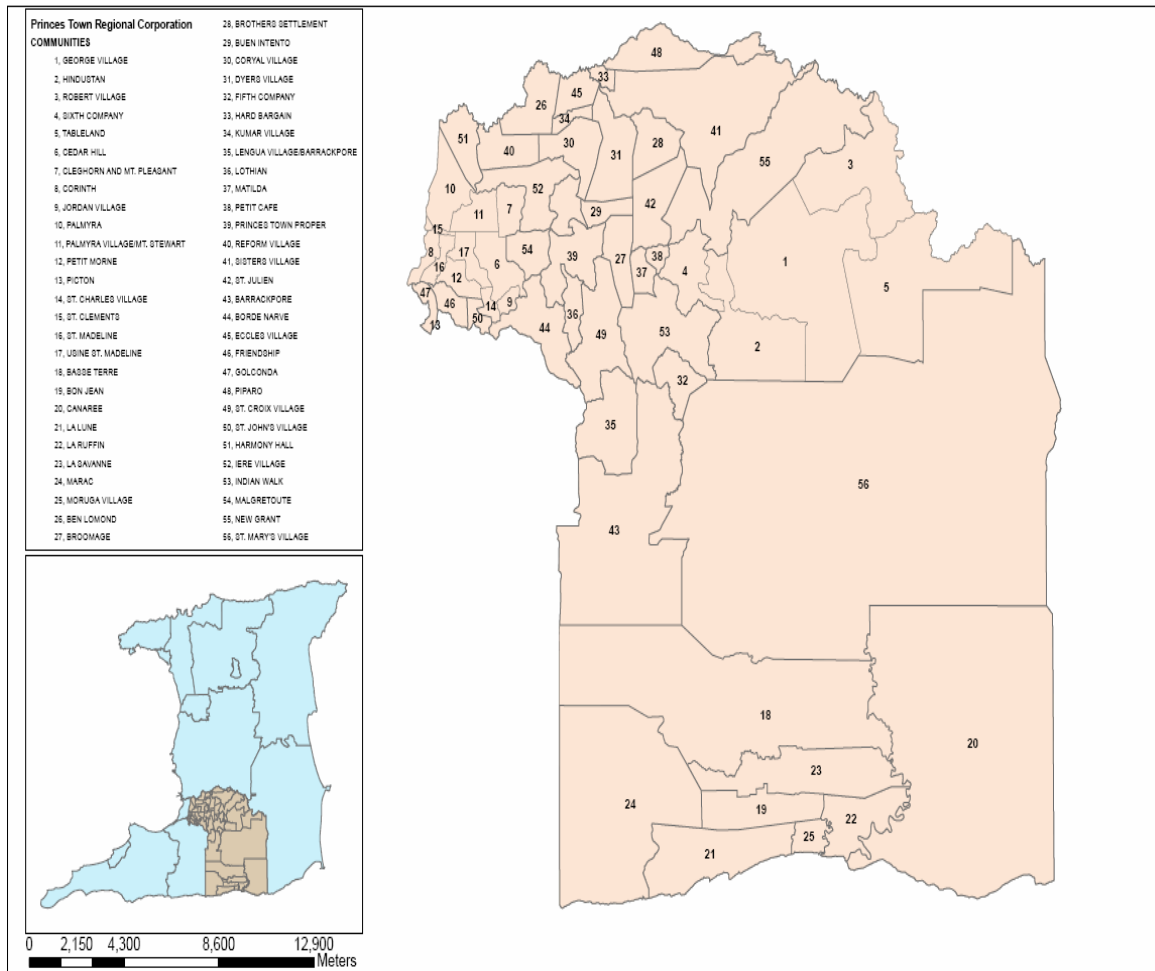 Princes Town Regional Corporation
COMMUNITIES
1, GEORGE VILLAGE
2, HINDUSTAN
3, ROBERT VILLAGE
4, SIXTH COMPANY
5, TABLELAND
6, CEDAR HILL
7, CLEGHORN AND MT. PLEASANT
8, CORINTH
9, JORDAN VILLAGE
10, PALMYRA
11, PALMYRA VILLAGE/MT. STEWART
12, PETIT MORNE
13, PICTON
14, ST. CHARLES VILLAGE
15, ST. CLEMENTS
16, ST. MADELINE
17, USINE ST. MADELINE
18, BASSE TERRE
19, BON JEAN
20, CANAREE
21, LA LUNE
22, LA RUFFIN
23, LA SAVANNE
24, MARAC
25, MORUGA VILLAGE
26, BEN LOMOND
27, BROOMAGE
28, BROTHERS SETTLEMENT
29, BUEN INTENTO
30, CORYAL VILLAGE
31, DYERS VILLAGE
32, FIFTH COMPANY
33, HARD BARGAIN
34, KUMAR VILLAGE
35, LENGUA VILLAGE/BARRACKPORE
36, LOTHIAN
37, MATILDA
38, PETIT CAFE
39, PRINCES TOWN PROPER
40, REFORM VILLAGE
41, SISTERS VILLAGE
42, ST. JULIEN
43, BARRACKPORE
44, BORDE NARVE
45, ECCLES VILLAGE
46, FRIENDSHIP
47, GOLCONDA
48, PIPARO
49, ST. CROIX VILLAGE
50, ST. JOHN'S VILLAGE
51, HARMONY HALL
52, IERE VILLAGE
53, INDIAN WALK
54, MALGRETOUTE
55, NEW GRANT
56, ST. MARY'S VILLAGE
48
33
45
26
34
51
40
30
31
28
41
55
3
10
52
11
7
29
42
15
17
8
16
12
6
54
39
27
38
37
4
1
5
47
46
14
9
13
50
44
36
49
53
2
32
35
56
43
18
20
23
24
19
22
25
21
0 2,150 4,300 8,600 12,900
Meters